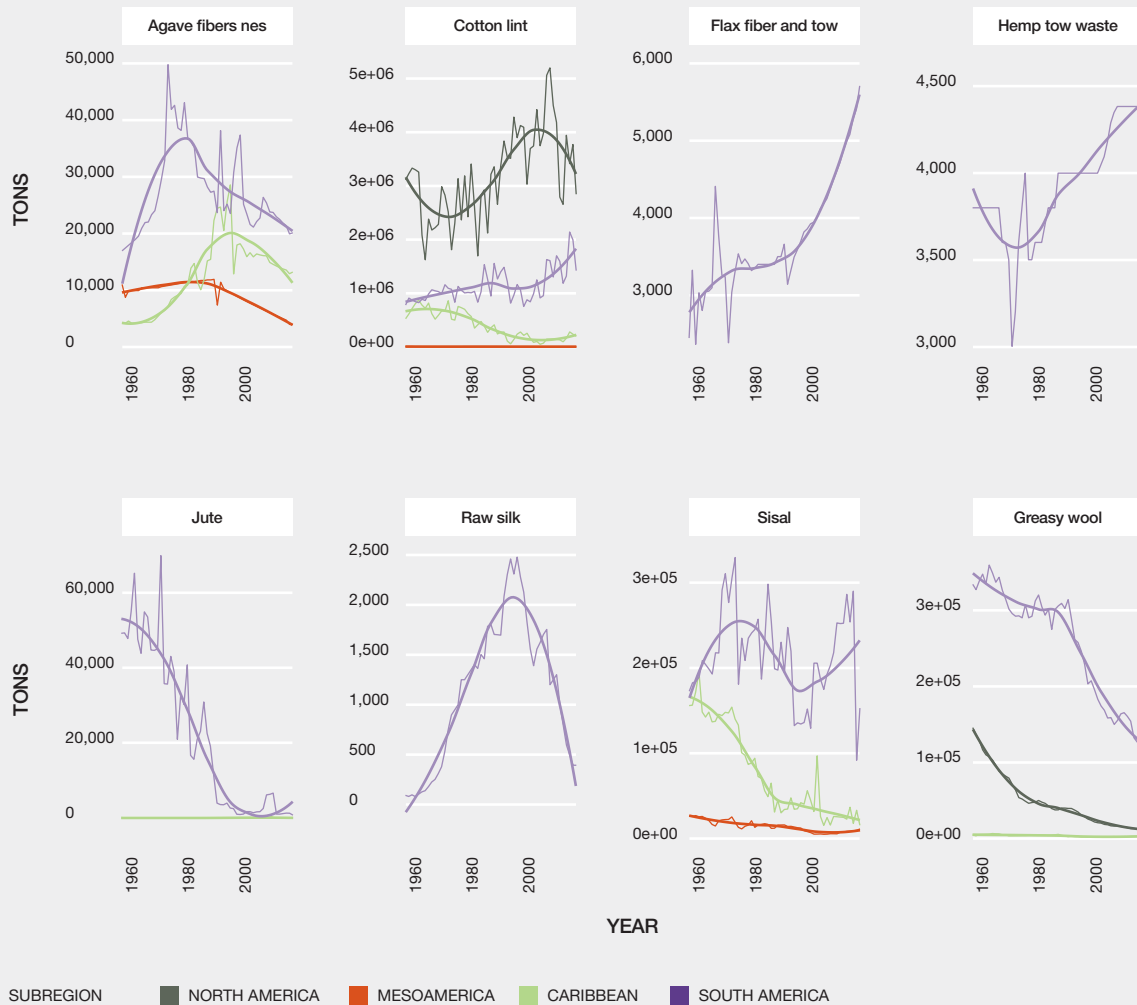 Agave fibers nes
Cotton lint
Flax fiber and tow
Hemp tow waste
TONS
50,000
40,000
30,000
20,000
10,000
0
5e+06
4e+06
3e+06
2e+06
1e+06
0e+00
6,000
5,000
4,000
3,000
4,500
4,000
3,500
3,000
1960
1980
2000
1960
1980
2000
1960
1980
2000
1960
1980
2000
Jute
Raw silk
Sisal
Greasy wool
TONS
60,000
40,000
20,000
0
2,500
2,000
1,500
1,000
500
0
3e+05
2e+05
1e+05
0e+00
3e+05
2e+05
1e+05
0e+00
1960
1980
2000
1960
1980
2000
1960
1980
2000
1960
1980
2000
YEAR
SUBREGION NORTH AMERICA MESOAMERICA CARIBBEAN SOUTH AMERICA